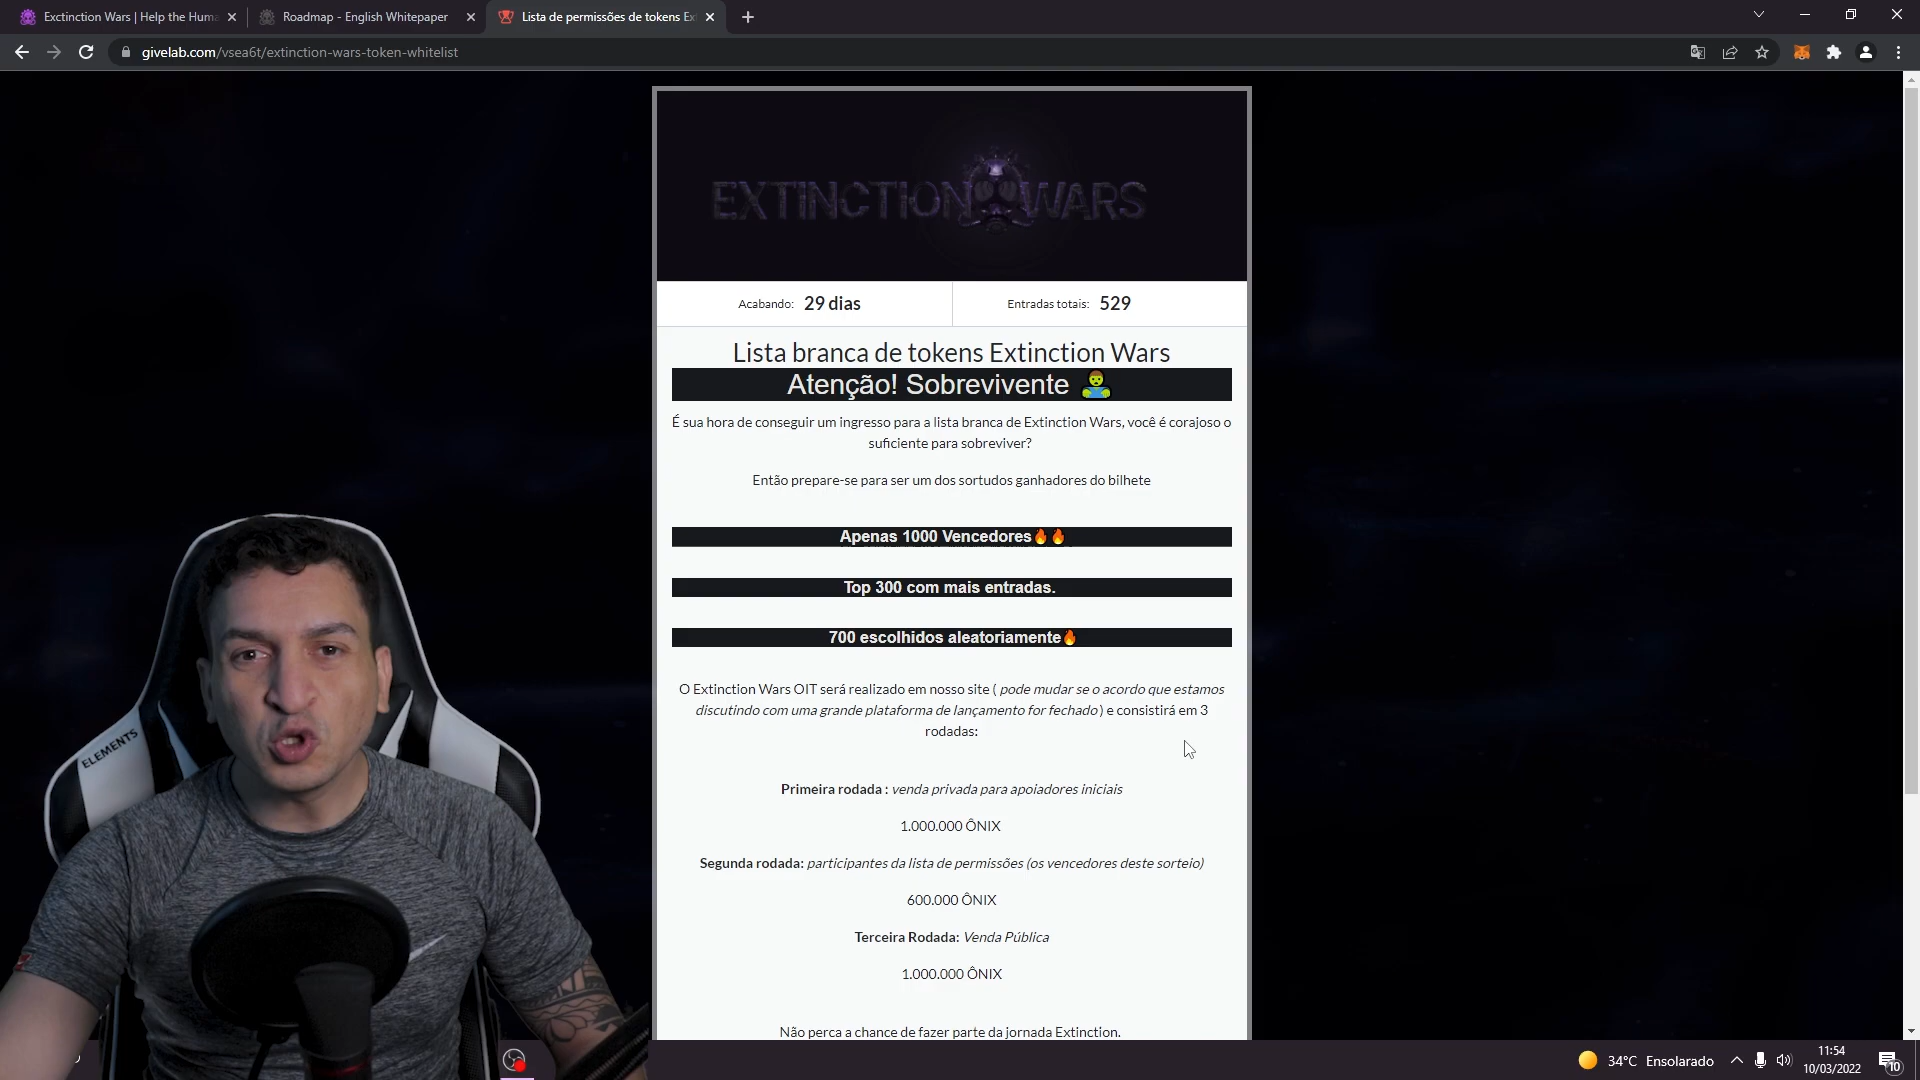 Exctinction Wars | Help the Huma
Roadmap - English Whitepaper
Lista de permissões de tokens Ex
givelab.com/vsea6t/extinction-wars-token-whitelist
EXTINCTION WARS
Acabando: 29 dias
Entradas totais: 529
Lista branca de tokens Extinction Wars
Atenção! Sobrevivente
É sua hora de conseguir um ingresso para a lista branca de Extinction Wars, você é corajoso o
suficiente para sobreviver?
Então prepare-se para ser um dos sortudos ganhadores do bilhete
Apenas 1000 Vencedores
Top 300 com mais entradas.
700 escolhidos aleatoriamente
O Extinction Wars OIT será realizado em nosso site ( pode mudar se o acordo que estamos
discutindo com uma grande plataforma de lançamento for fechado ) e consistirá em 3
rodadas:
Primeira rodada : venda privada para apoiadores iniciais
1.000.000 ÔNIX
Segunda rodada: participantes da lista de permissões (os vencedores deste sorteio)
600.000 ÔNIX
Terceira Rodada: Venda Pública
1.000.000 ÔNIX
Não perca a chance de fazer parte da jornada Extinction.
ELEMENTS
34°C Ensolarado
11:54
10/03/2022
10